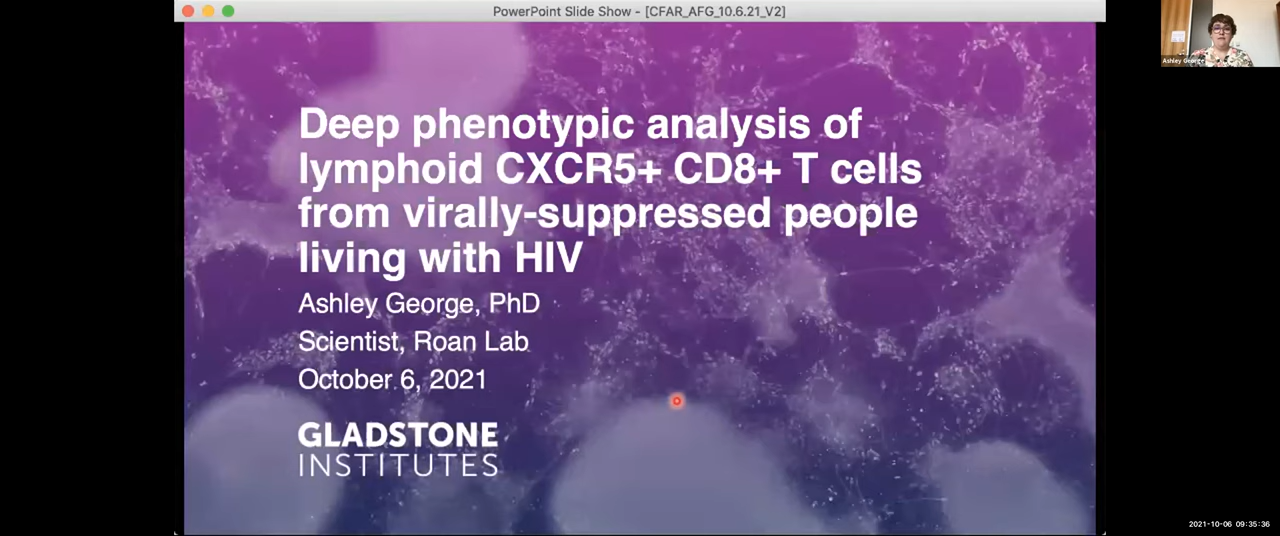 PowerPoint Slide Show - [CFAR_AFG_10.6.21_V2]
Deep phenotypic analysis of
lymphoid CXCR5+ CD8+ T cells
from virally-suppressed people
living with HIV
Ashley George, PhD
Scientist, Roan Lab
October 6, 2021
GLADSTONE
INSTITUTES
Ashley George
2021-10-06 09:35:36